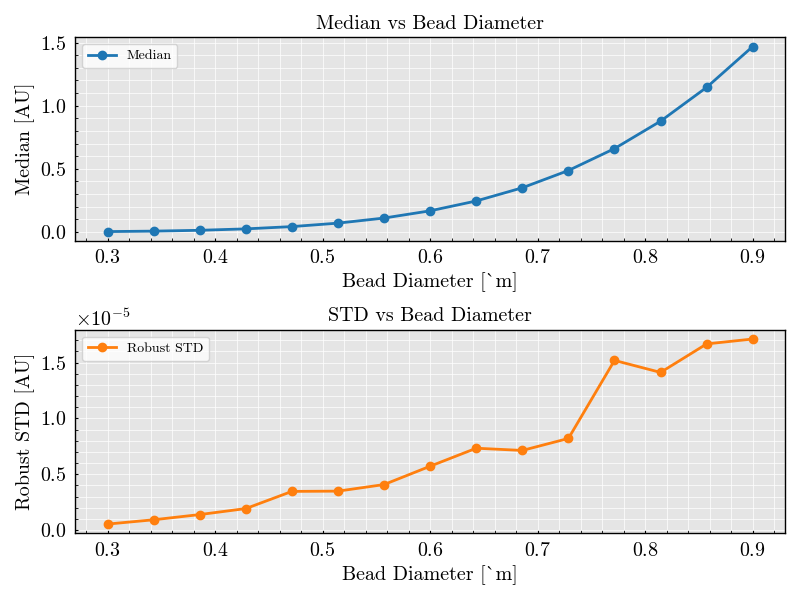 Median vs Bead Diameter
1.5
1.0
0.5
0.0
Median [AU]
Median
0.3 0.4 0.5 0.6 0.7 0.8 0.9
Bead Diameter [`m]
STD vs Bead Diameter
×10⁻⁵
1.5
1.0
0.5
0.0
Robust STD [AU]
Robust STD
0.3 0.4 0.5 0.6 0.7 0.8 0.9
Bead Diameter [`m]